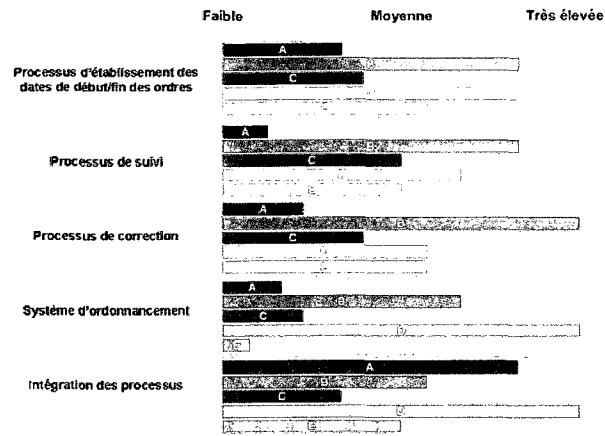 Faible Moyenne Très élevée
A
Processus d'établissement des
dates de début/fin des ordres
C
A
B
Processus de suivi
C
E
A
B
Processus de correction
C
A
Système d'ordonnancement
B
C
D
A
Intégration des processus
B
C
D
E